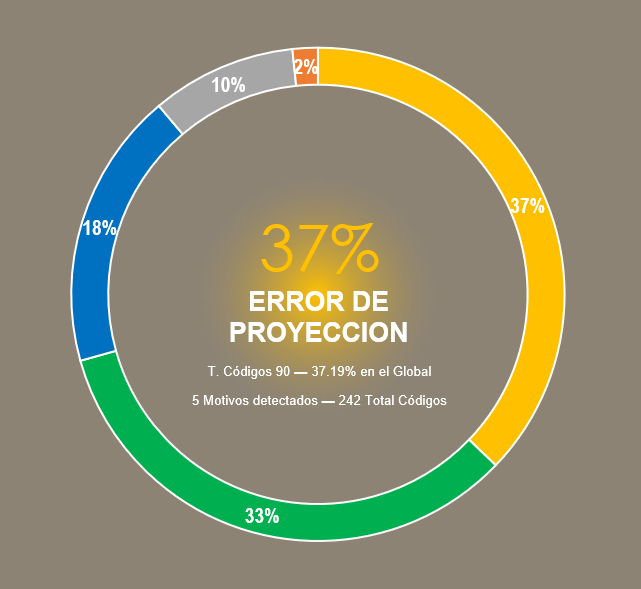 2%
10%
37%
18%
37%
ERROR DE
PROYECCION
T. Códigos 90 — 37.19% en el Global
5 Motivos detectados — 242 Total Códigos
33%